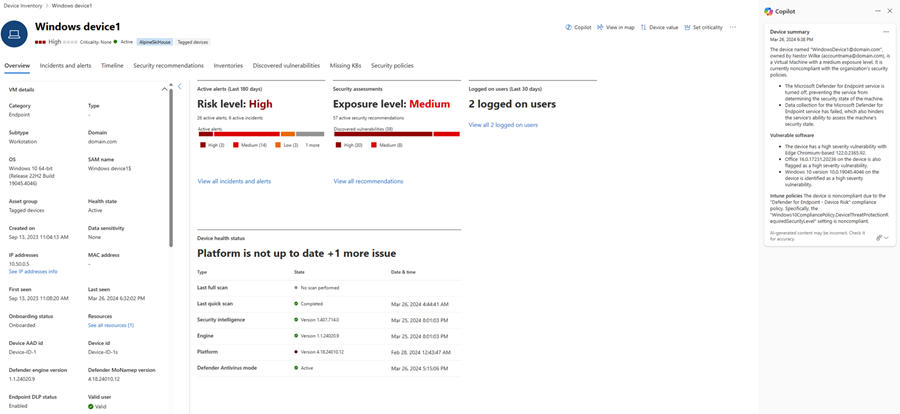 Device Inventory > Windows device1
Windows device1
High Criticality: None Active AlpineSkiHouse Tagged devices
Copilot View in map Device value Set criticality ...
Overview Incidents and alerts Timeline Security recommendations Inventories Discovered vulnerabilities Missing KBs Security policies
VM details
Category Type
Endpoint -
Subtype Domain
Workstation domain.com
OS SAM name
Windows 10 64-bit Windows device1$
(Release 22H2 Build
19045.4046)
Asset group Health state
Tagged devices Active
Created on Data sensitivity
Sep 13, 2023 11:04:13 AM None
IP addresses MAC address
10.50.0.5 -
See IP addresses info
First seen Last seen
Sep 13, 2023 11:08:20 AM Mar 26, 2024 6:32:02 PM
Onboarding status Resources
Onboarded See all resources (1)
Device AAD id Device id
Device-ID-1 Device-ID-1s
Defender engine version Defender MoNamep version
1.1.24020.9 4.18.24010.12
Endpoint DLP status Valid user
Enabled Valid
Active alerts (Last 180 days)
Risk level: High
26 active alerts, 6 active incidents
Active alerts
High (3) Medium (14) Low (3) 1 more
View all incidents and alerts
Security assessments
Exposure level: Medium
57 active security recommendations
Discovered vulnerabilities (38)
High (30) Medium (8)
View all recommendations
Logged on users (Last 30 days)
2 logged on users
View all 2 logged on users
Device health status
Platform is not up to date +1 more issue
Type State Date & time
Last full scan No scan performed
Last quick scan Completed Mar 26, 2024 4:44:41 AM
Security intelligence Version 1.407.714.0 Mar 25, 2024 8:01:03 PM
Engine Version 1.1.24020.9 Mar 25, 2024 8:01:03 PM
Platform Version 4.18.24010.12 Feb 28, 2024 12:43:47 AM
Defender Antivirus mode Active Mar 26, 2024 5:15:06 PM
Copilot
Device summary
Mar 26, 2024 6:38 PM
The device named "WindowsDevice1@domain.com",
owned by Nestor Wilke (accountmama@domain.com), is
a Virtual Machine with a medium exposure level. It is
currently noncompliant with the organization's security
policies.
• The Microsoft Defender for Endpoint service is
turned off, preventing the service from
determining the security state of the machine.
• Data collection for the Microsoft Defender for
Endpoint service has failed, which also hinders
the service's ability to assess the machine's
security state.
Vulnerable software
• The device has a high severity vulnerability with
Edge Chromium-based 122.0.2365.92.
• Office 16.0.17231.20236 on the device is also
flagged as a high severity vulnerability.
• Windows 10 version 10.0.19045.4046 on the
device is identified as a high severity
vulnerability.
Intune policies The device is noncompliant due to the
"Defender for Endpoint - Device Risk" compliance
policy. Specifically, the
"Windows10CompliancePolicy.DeviceThreatProtectionR
equiredSecurityLevel" setting is noncompliant.
AI-generated content may be incorrect. Check it
for accuracy.